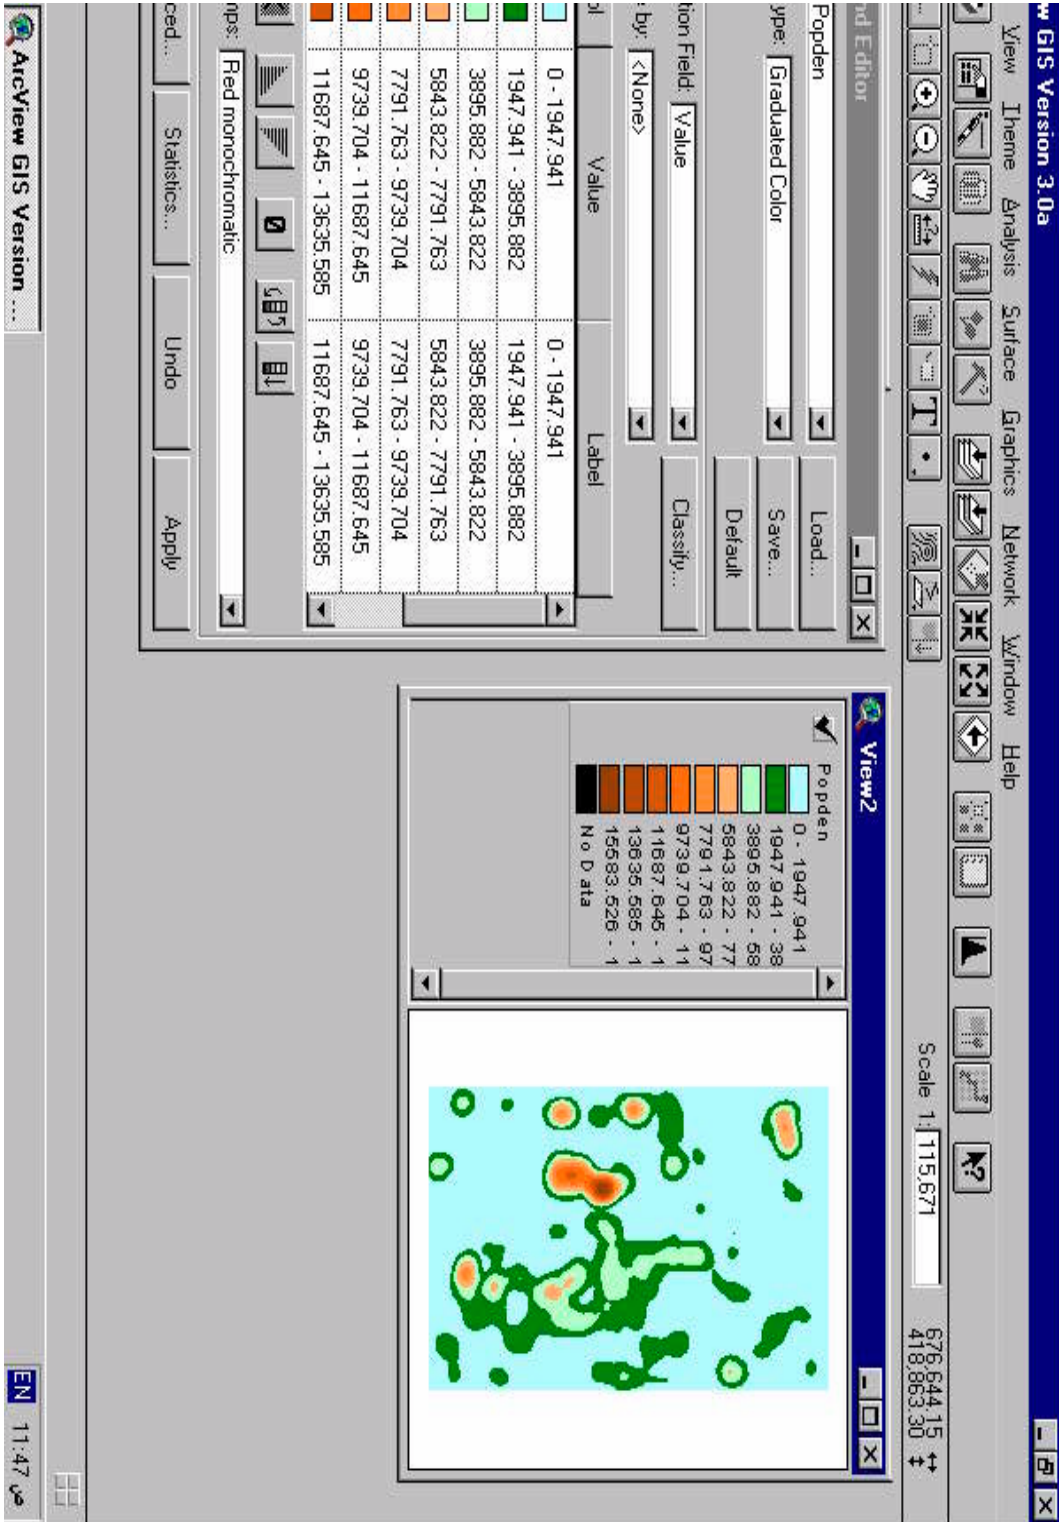 w GIS Version 3.0a
View Theme Analysis Surface Graphics Network Window Help
Scale 1: 115,671
676,644.15
418,863.30
nd Editor
Popden
Load...
ype: Graduated Color
Save...
Default
tion Field: Value
Classify...
e by: <None>
ol Value Label
0 - 1947.941 0 - 1947.941
1947.941 - 3895.882 1947.941 - 3895.882
3895.882 - 5843.822 3895.882 - 5843.822
5843.822 - 7791.763 5843.822 - 7791.763
7791.763 - 9739.704 7791.763 - 9739.704
9739.704 - 11687.645 9739.704 - 11687.645
11687.645 - 13635.585 11687.645 - 13635.585
mps: Red monochromatic
ced... Statistics... Undo Apply
View2
Popden
0 - 1947.941
1947.941 - 38
3895.882 - 58
5843.822 - 77
7791.763 - 97
9739.704 - 11
11687.645 - 1
13635.585 - 1
15583.526 - 1
No Data
ArcView GIS Version ...
EN 11:47 ص